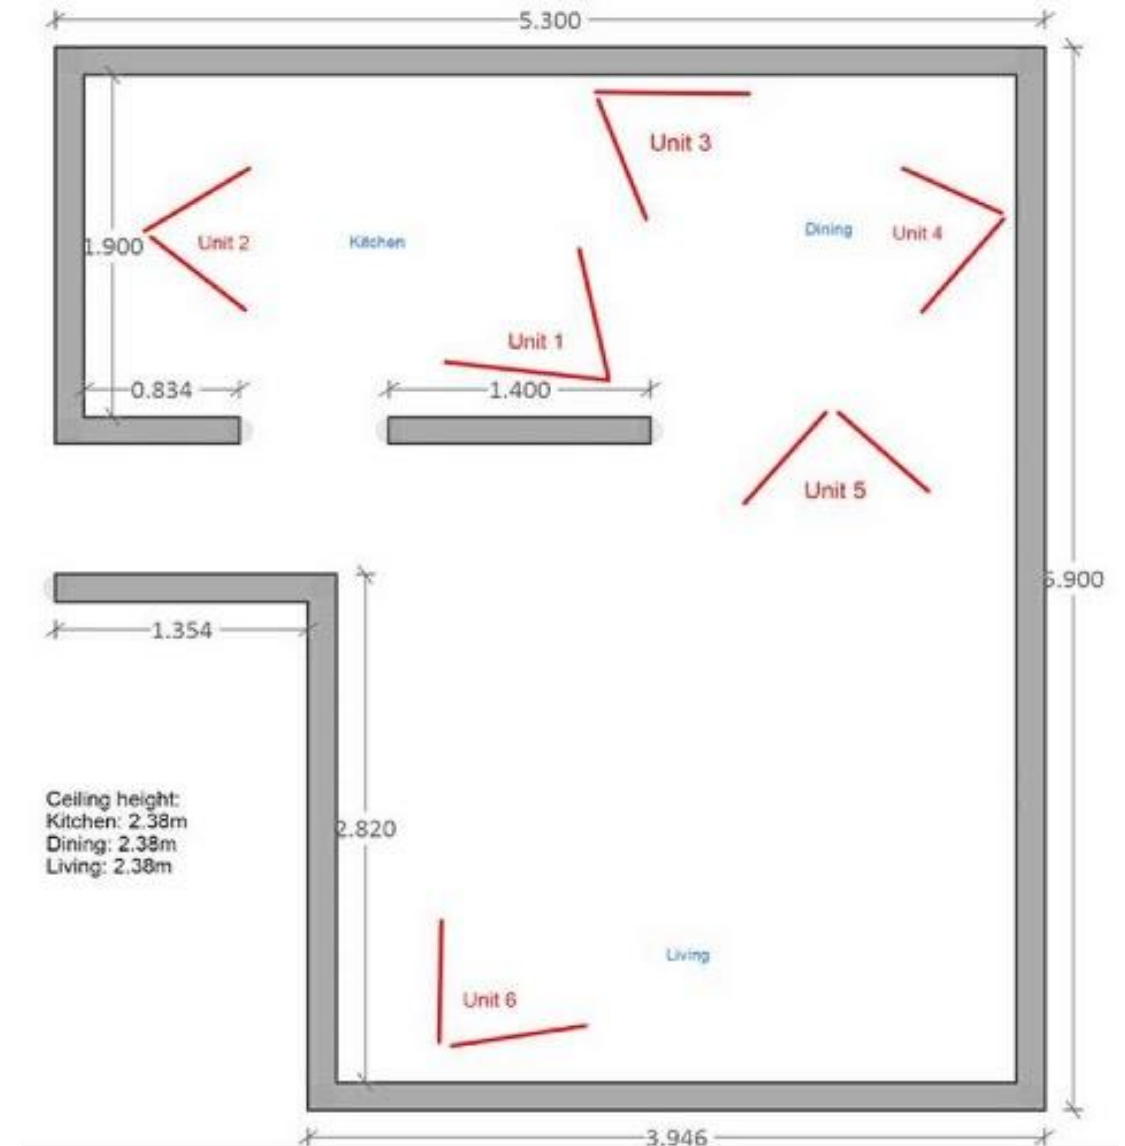 5.300
Unit 3
Dining
Unit 4
Unit 2
Kitchen
1.900
Unit 1
0.834
1.400
Unit 5
1.354
Ceiling height:
Kitchen: 2.38m
Dining: 2.38m
Living: 2.38m
2.820
Living
Unit 6
3.946